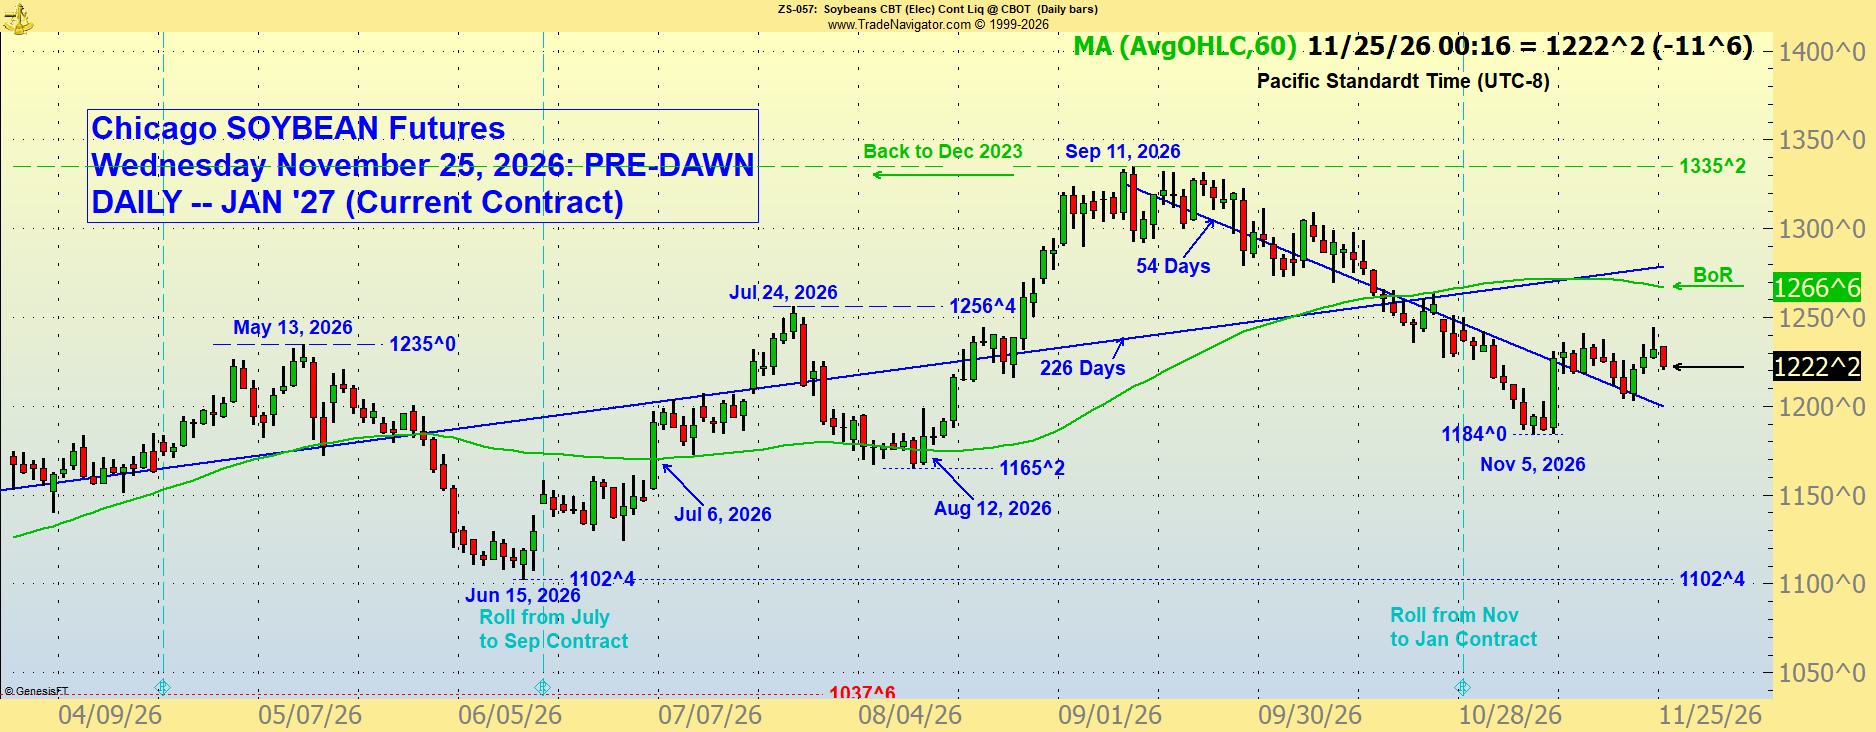 ZS-057: Soybeans CBT (Elec) Cont Liq @ CBOT (Daily bars)
www.TradeNavigator.com © 1999-2026
MA (AvgOHLC,60) 11/25/26 00:16 = 1222^2 (-11^6)
Pacific Standardt Time (UTC-8)
Chicago SOYBEAN Futures
Wednesday November 25, 2026: PRE-DAWN
DAILY -- JAN '27 (Current Contract)
Back to Dec 2023
Sep 11, 2026
1335^2
54 Days
BoR
Jul 24, 2026
1256^4
May 13, 2026
1235^0
226 Days
1184^0
Nov 5, 2026
1165^2
Jul 6, 2026
Aug 12, 2026
1102^4
1102^4
Jun 15, 2026
Roll from July
to Sep Contract
Roll from Nov
to Jan Contract
© GenesisFT
R
R
R
1037^6
1400^0
1350^0
1300^0
1266^6
1250^0
1222^2
1200^0
1150^0
1100^0
1050^0
04/09/26
05/07/26
06/05/26
07/07/26
08/04/26
09/01/26
09/30/26
10/28/26
11/25/26